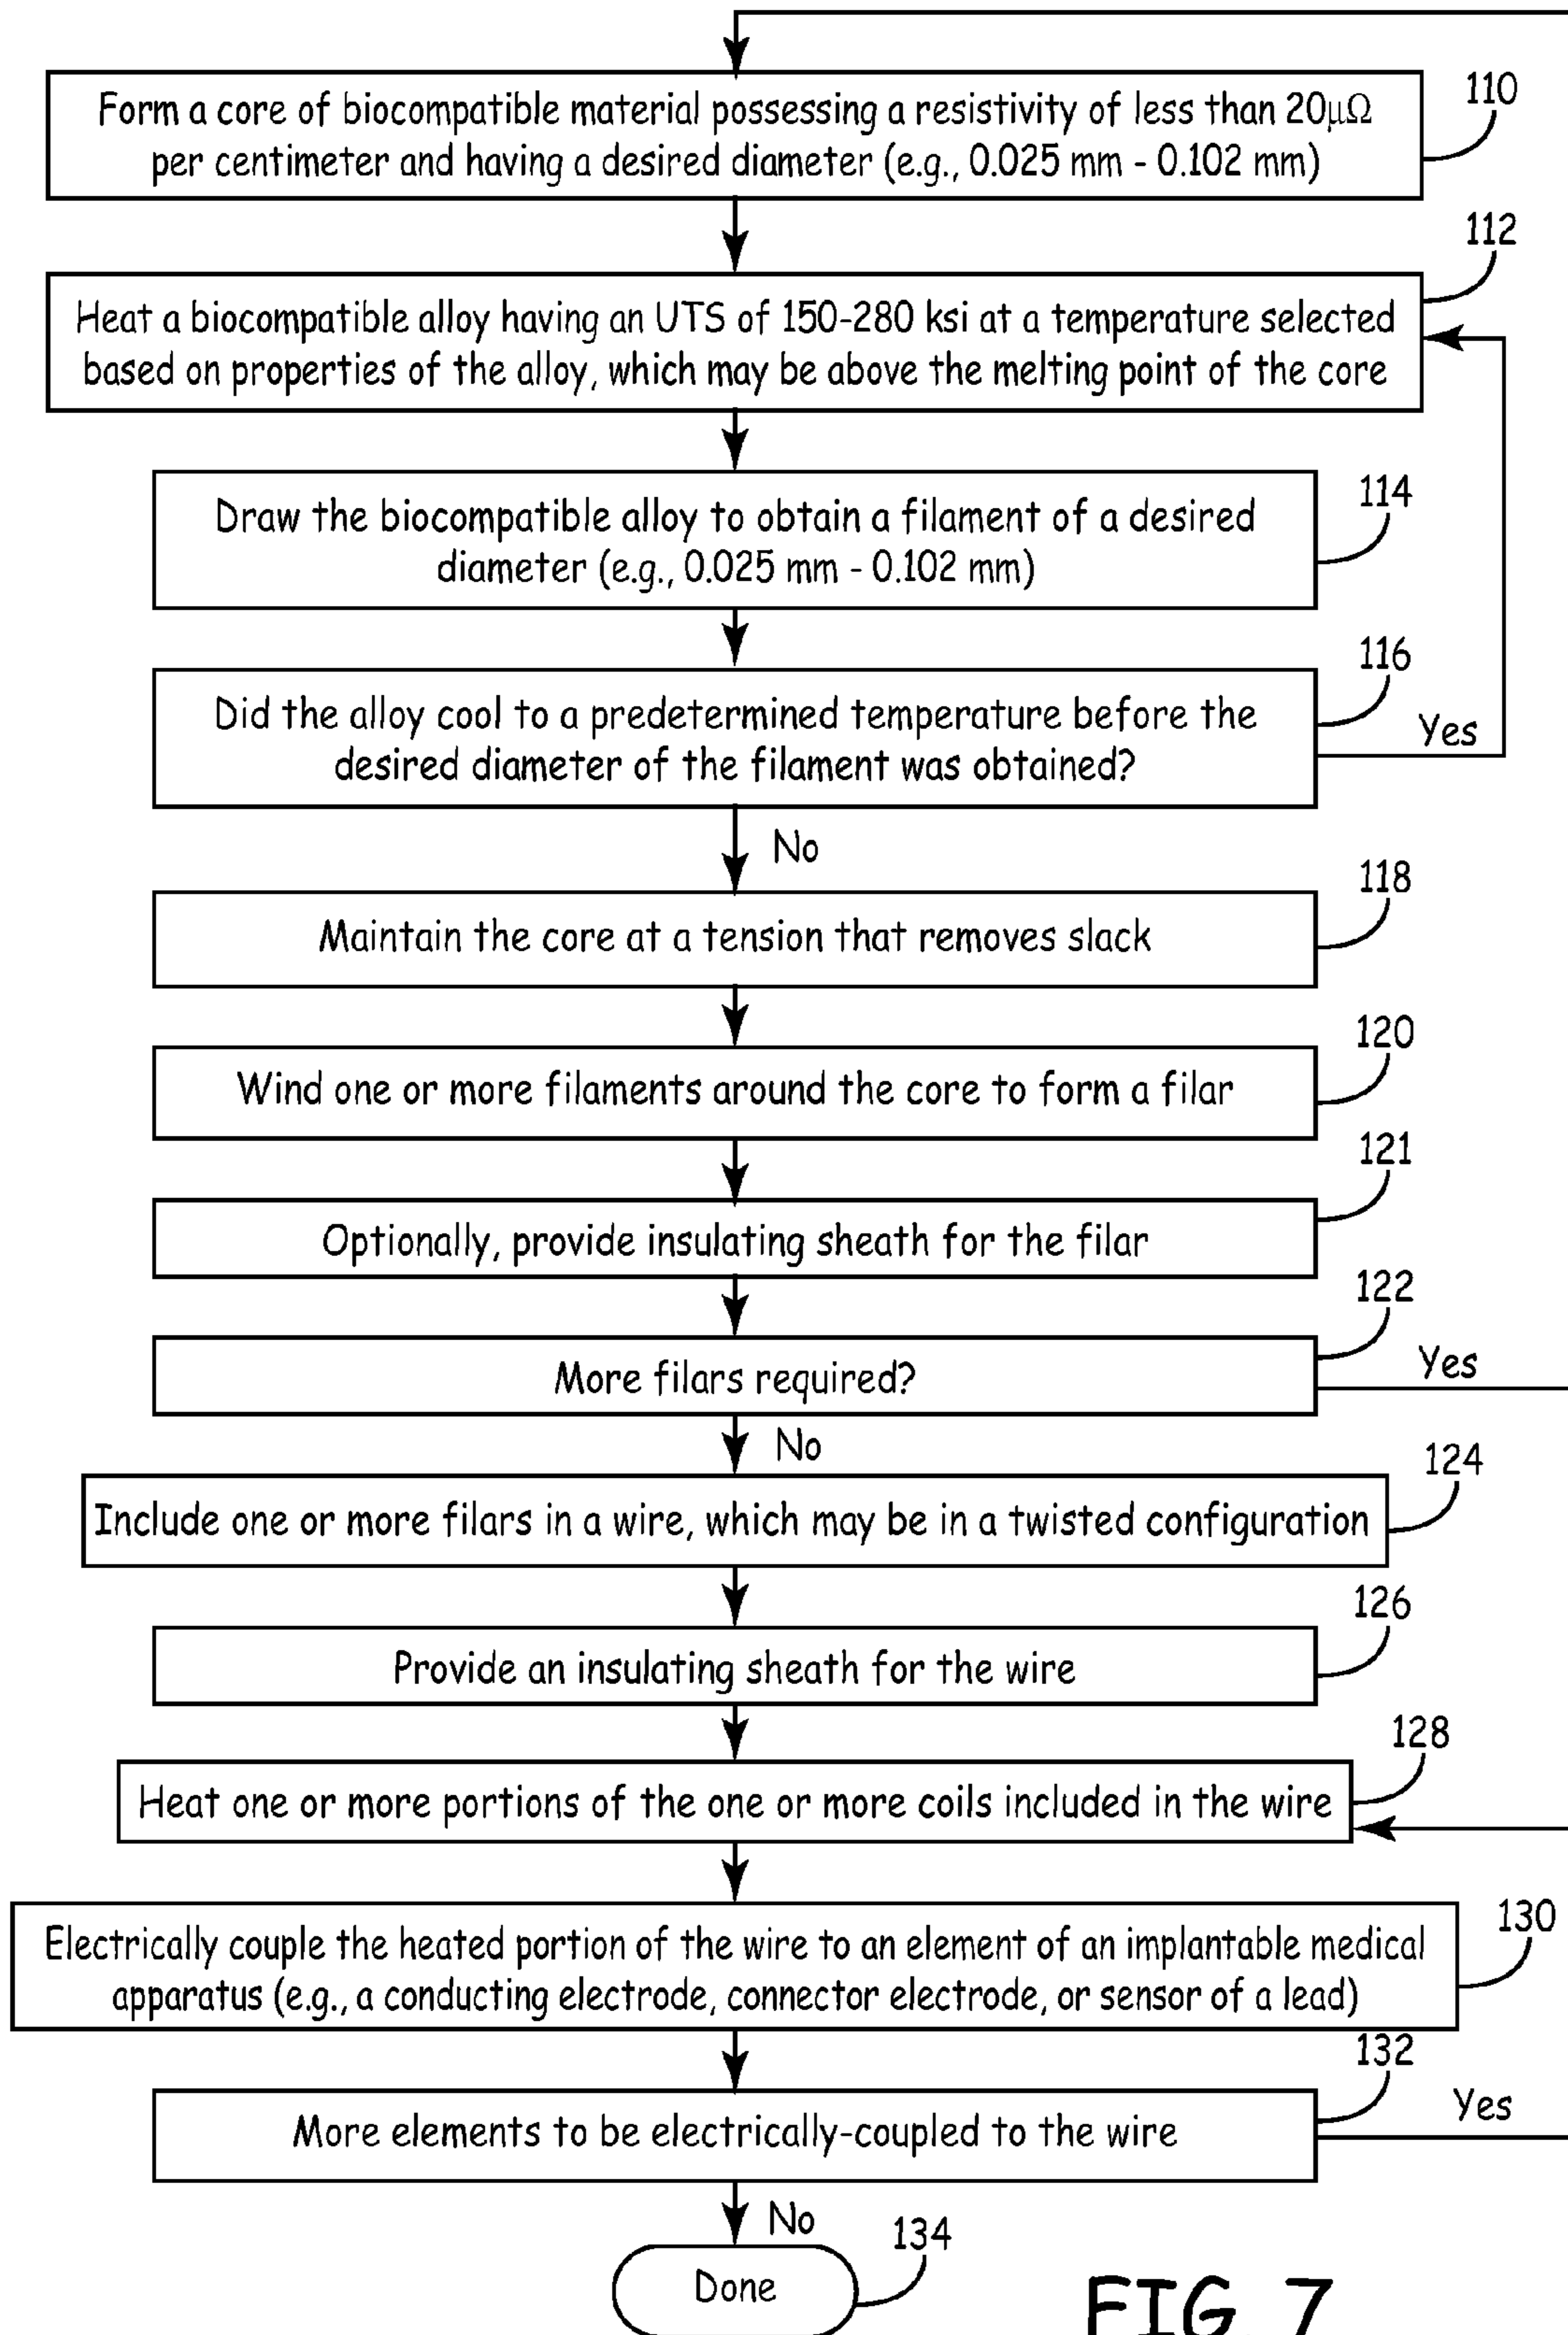 Form a core of biocompatible material possessing a resistivity of less than 20µΩ
per centimeter and having a desired diameter (e.g., 0.025 mm - 0.102 mm)
110
112
Heat a biocompatible alloy having an UTS of 150-280 ksi at a temperature selected
based on properties of the alloy, which may be above the melting point of the core
114
Draw the biocompatible alloy to obtain a filament of a desired
diameter (e.g., 0.025 mm - 0.102 mm)
116
Did the alloy cool to a predetermined temperature before the
desired diameter of the filament was obtained?
Yes
No
118
Maintain the core at a tension that removes slack
120
Wind one or more filaments around the core to form a filar
121
Optionally, provide insulating sheath for the filar
122
More filars required?
Yes
No
124
Include one or more filars in a wire, which may be in a twisted configuration
126
Provide an insulating sheath for the wire
128
Heat one or more portions of the one or more coils included in the wire
130
Electrically couple the heated portion of the wire to an element of an implantable medical
apparatus (e.g., a conducting electrode, connector electrode, or sensor of a lead)
132
More elements to be electrically-coupled to the wire
Yes
No
134
Done
FIG. 7